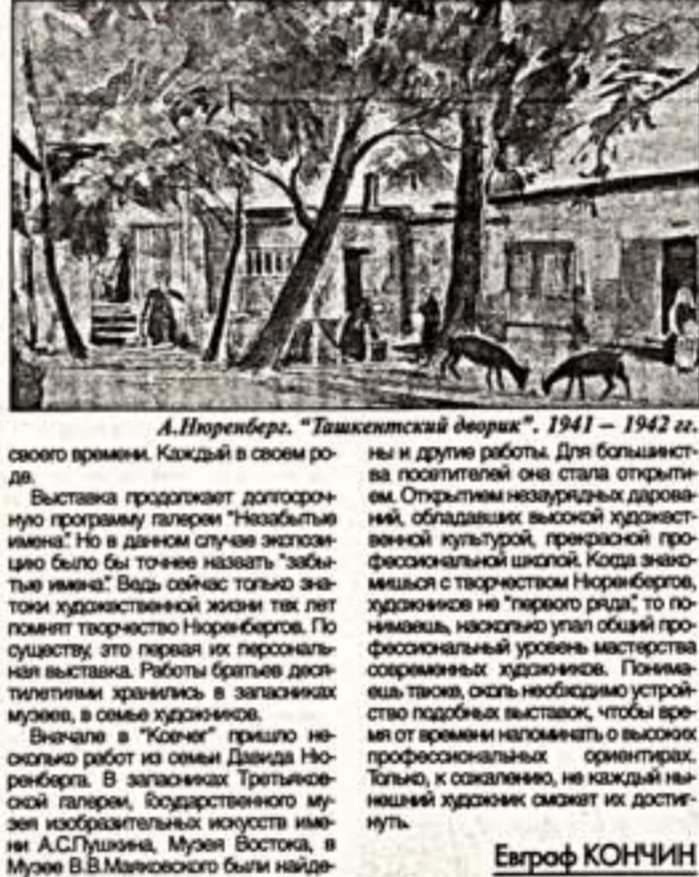 А.Нюренберг. "Ташкентский дворик". 1941 – 1942 гг.
своего времени. Каждый в своем ро-
де.
Выставка продолжает долгосроч-
ную программу галереи "Незабытые
имена". Но в данном случае экспози-
цию было бы точнее назвать "забы-
тые имена". Ведь сейчас только зна-
токи художественной жизни тех лет
помнят творчество Нюренбергов. По
существу, это первая их персональ-
ная выставка. Работы братьев деся-
тилетиями хранились в запасниках
музеев, в семье художников.
Вначале в "Ковчег" пришло не-
сколько работ из семьи Давида Ню-
ренберга. В запасниках Третьяков-
ской галереи, Государственного му-
зея изобразительных искусств име-
ни А.С.Пушкина, Музея Востока, в
Музее В.В.Маяковского были найде-
ны и другие работы. Для большинст-
ва посетителей она стала открыти-
ем. Открытием незаурядных дарова-
ний, обладавших высокой художест-
венной культурой, прекрасной про-
фессиональной школой. Когда знако-
мишься с творчеством Нюренбергов,
художников не "первого ряда", то по-
нимаешь, насколько упал общий про-
фессиональный уровень мастерства
современных художников. Понима-
ешь также, сколь необходимо устрой-
ство подобных выставок, чтобы вре-
мя от времени напоминать о высоких
профессиональных ориентирах.
Только, к сожалению, не каждый ны-
нешний художник сможет их достиг-
нуть.
Евграф КОНЧИН